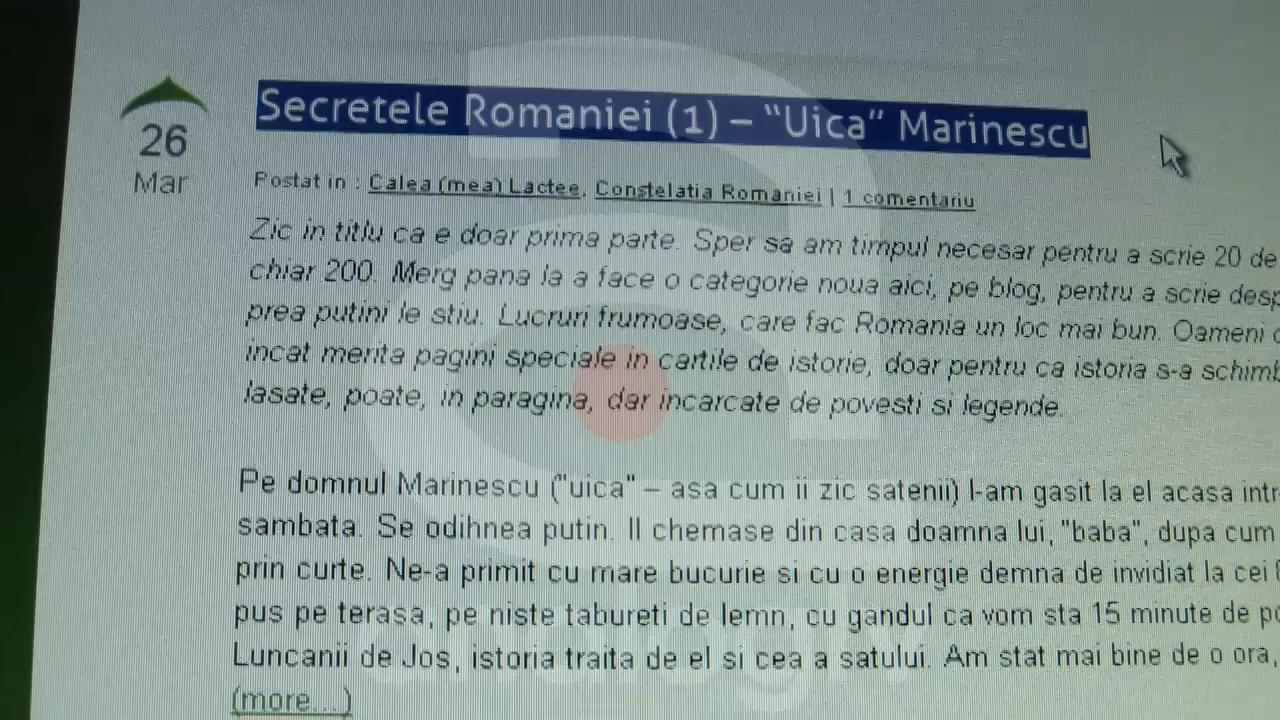 Secretele Romaniei (1) – "Uica" Marinescu
26
Mar
Postat in : Calea (mea) Lactee, Constelatia Romaniei | 1 comentariu
Zic in titlu ca e doar prima parte. Sper sa am timpul necesar pentru a scrie 20 de
chiar 200. Merg pana la a face o categorie noua aici, pe blog, pentru a scrie desp
prea putini le stiu. Lucruri frumoase, care fac Romania un loc mai bun. Oameni
incat merita pagini speciale in cartile de istorie, doar pentru ca istoria s-a schimb
lasate, poate, in paragina, dar incarcate de povesti si legende.
Pe domnul Marinescu ("uica" – asa cum ii zic satenii) l-am gasit la el acasa intr
sambata. Se odihnea putin. Il chemase din casa doamna lui, "baba", dupa cum
prin curte. Ne-a primit cu mare bucurie si cu o energie demna de invidiat la cei
pus pe terasa, pe niste tabureti de lemn, cu gandul ca vom sta 15 minute de po
Luncanii de Jos, istoria traita de el si cea a satului. Am stat mai bine de o ora,
(more...)